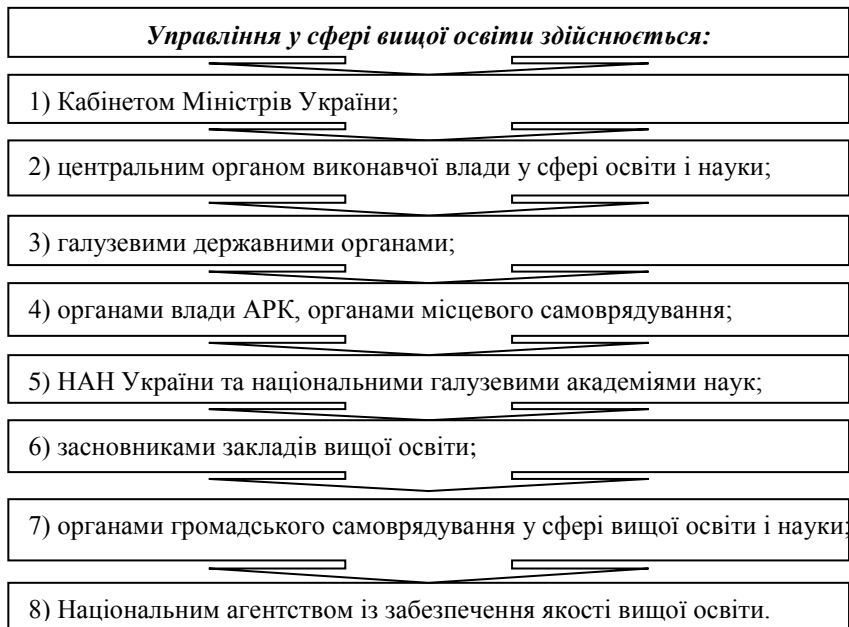 Управління у сфері вищої освіти здійснюється:
1) Кабінетом Міністрів України;
2) центральним органом виконавчої влади у сфері освіти і науки;
3) галузевими державними органами;
4) органами влади АРК, органами місцевого самоврядування;
5) НАН України та національними галузевими академіями наук;
6) засновниками закладів вищої освіти;
7) органами громадського самоврядування у сфері вищої освіти і науки;
8) Національним агентством із забезпечення якості вищої освіти.